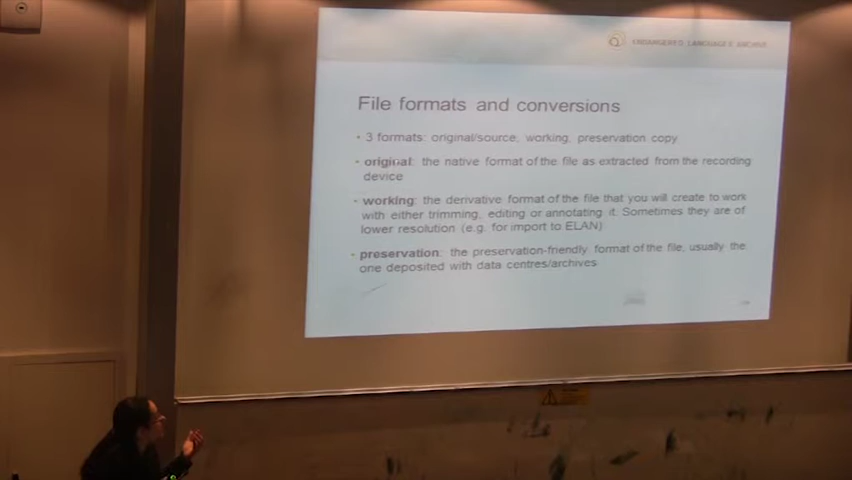 ENDANGERED LANGUAGES ARCHIVE
File formats and conversions
• 3 formats: original/source, working, preservation copy
• original: the native format of the file as extracted from the recording
device
• working: the derivative format of the file that you will create to work
with either trimming, editing or annotating it. Sometimes they are of
lower resolution (e.g. for import to ELAN)
• preservation: the preservation-friendly format of the file, usually the
one deposited with data centres/archives